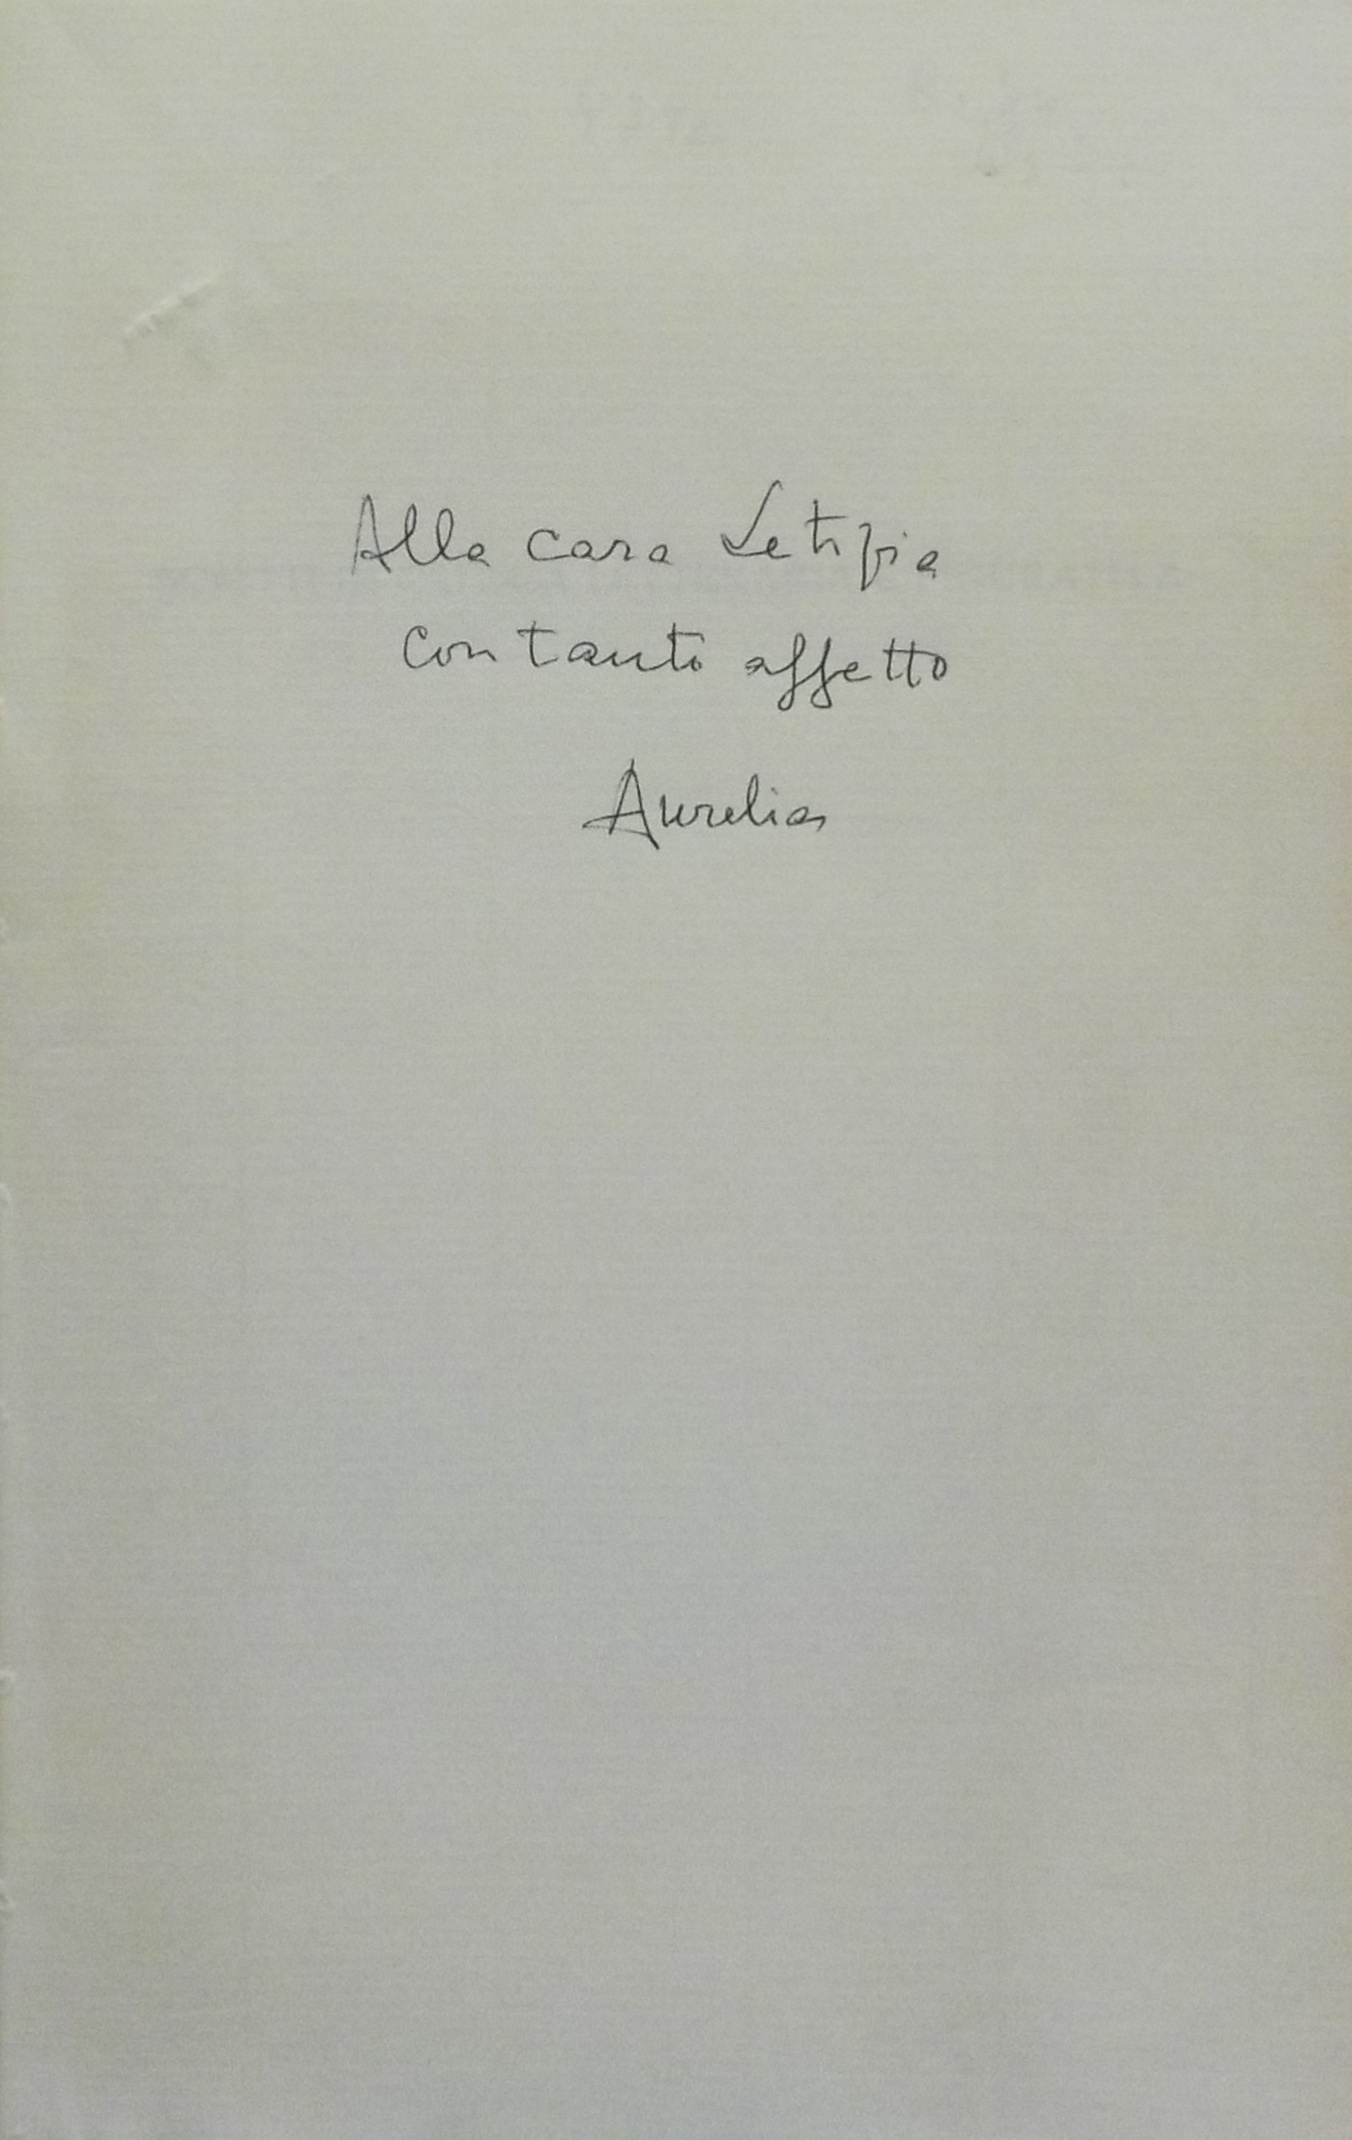 Alla cara Letizia
con tanto affetto
Aurelia